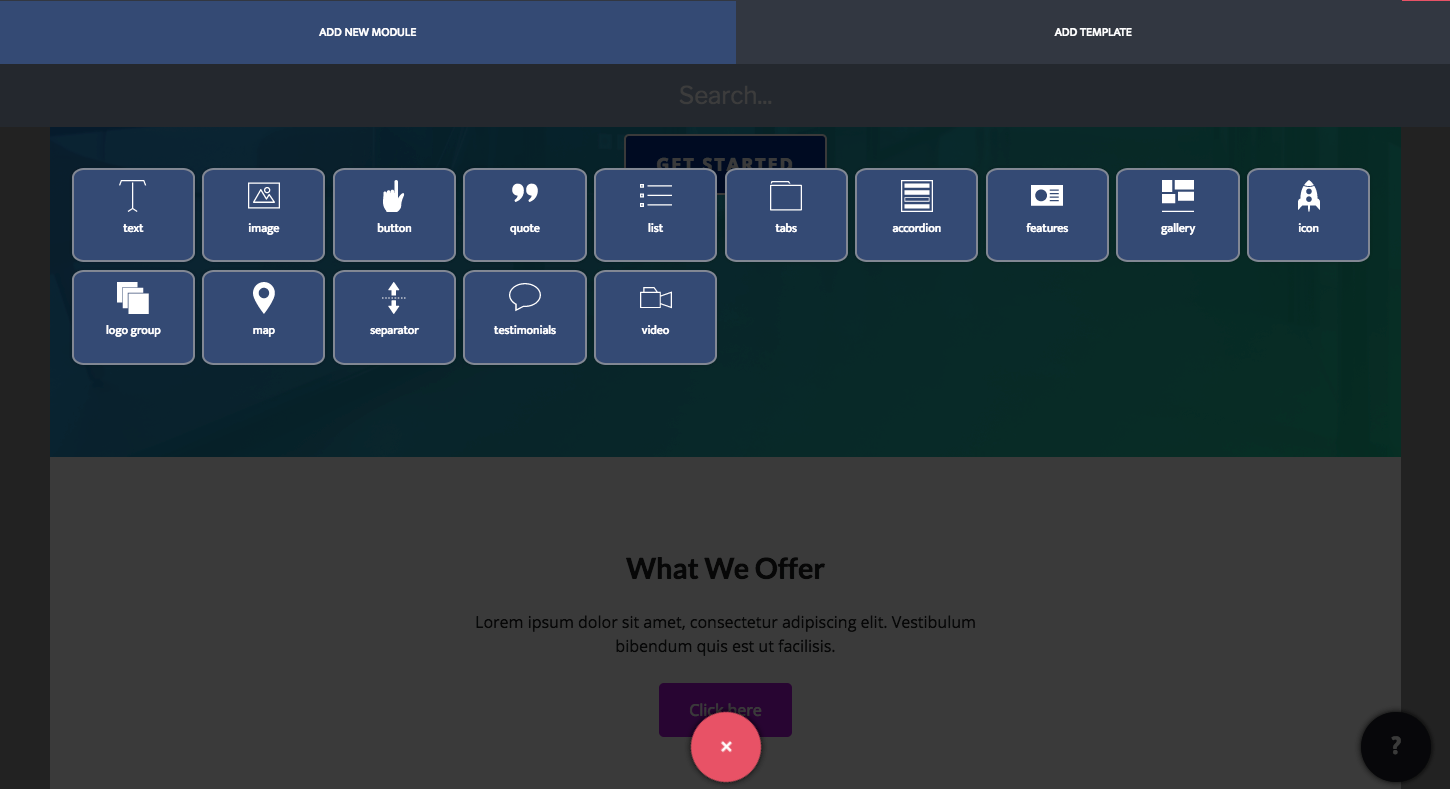 ADD NEW MODULE
ADD TEMPLATE
Search...
GET STARTED
text
image
button
quote
list
tabs
accordion
features
gallery
icon
logo group
map
separator
testimonials
video
What We Offer
Lorem ipsum dolor sit amet, consectetur adipiscing elit. Vestibulum
bibendum quis est ut facilisis.
Click here
×
?